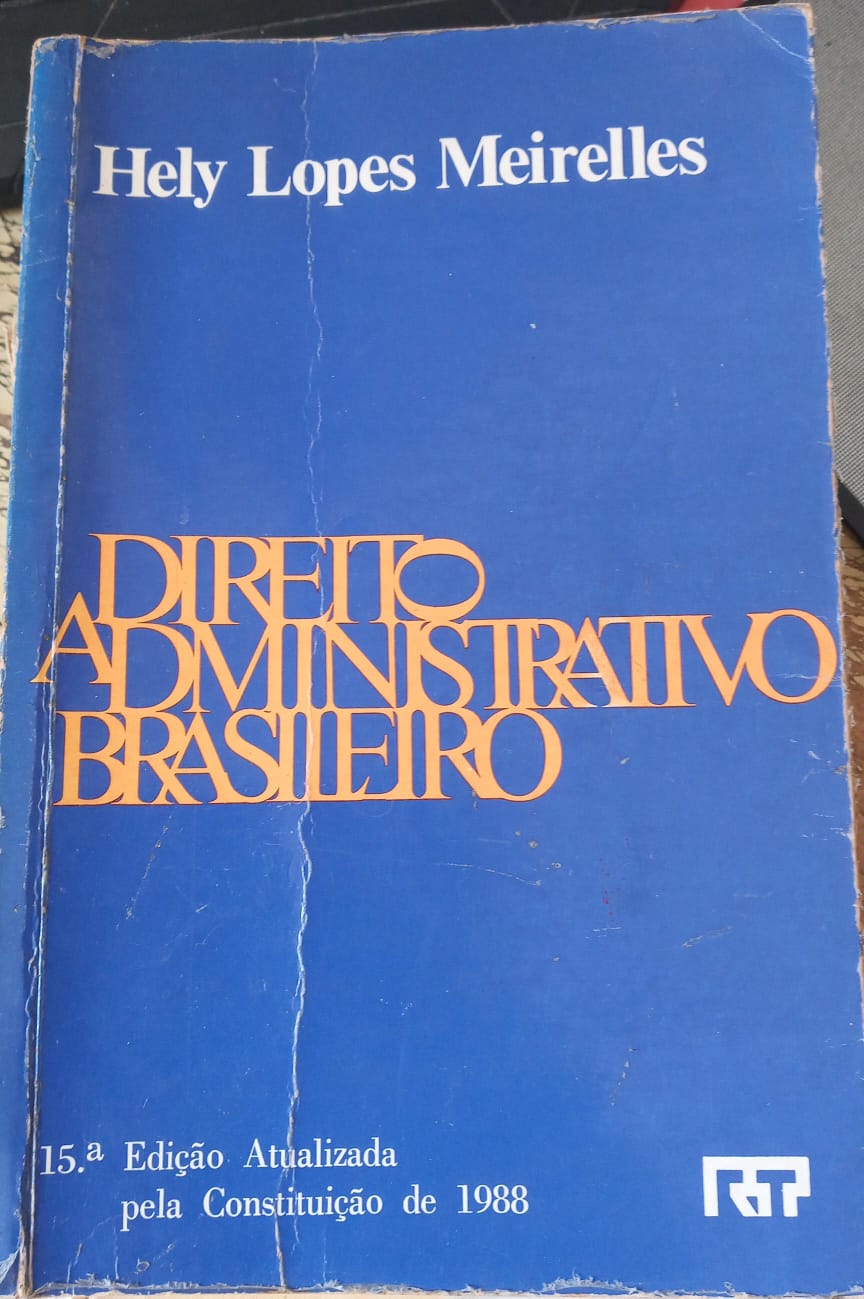 Hely Lopes Meirelles
DIREITO
ADMINISTRATIVO
BRASILEIRO
15.ª Edição Atualizada
pela Constituição de 1988
RT